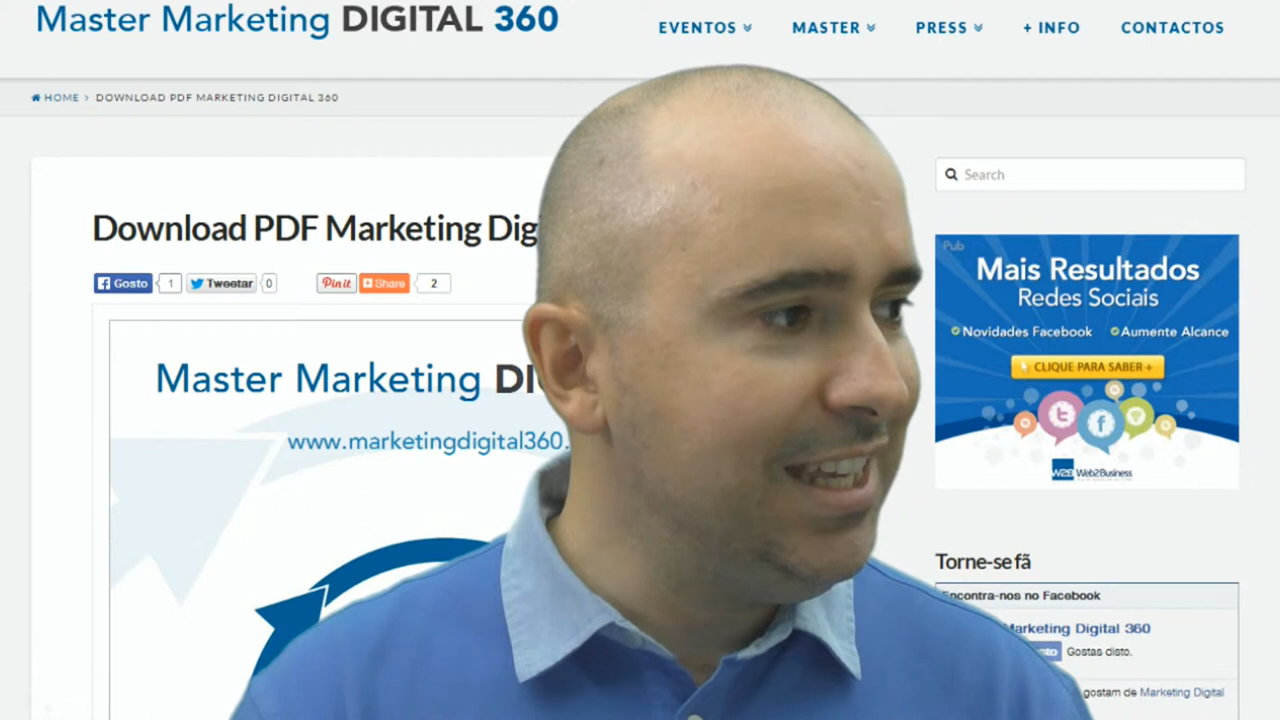 Master Marketing DIGITAL 360
EVENTOS MASTER PRESS + INFO CONTACTOS
HOME > DOWNLOAD PDF MARKETING DIGITAL 360
Search
Download PDF Marketing Dig
Gosto 1 Tweetar 0 Pin it Share 2
Master Marketing DI
www.marketingdigital360.
Pub
Mais Resultados
Redes Sociais
Novidades Facebook Aumente Alcance
CLIQUE PARA SABER +
W2B Web2Business
Torne-se fã
Encontra-nos no Facebook
Marketing Digital 360
Gostas disto.
gostam de Marketing Digital